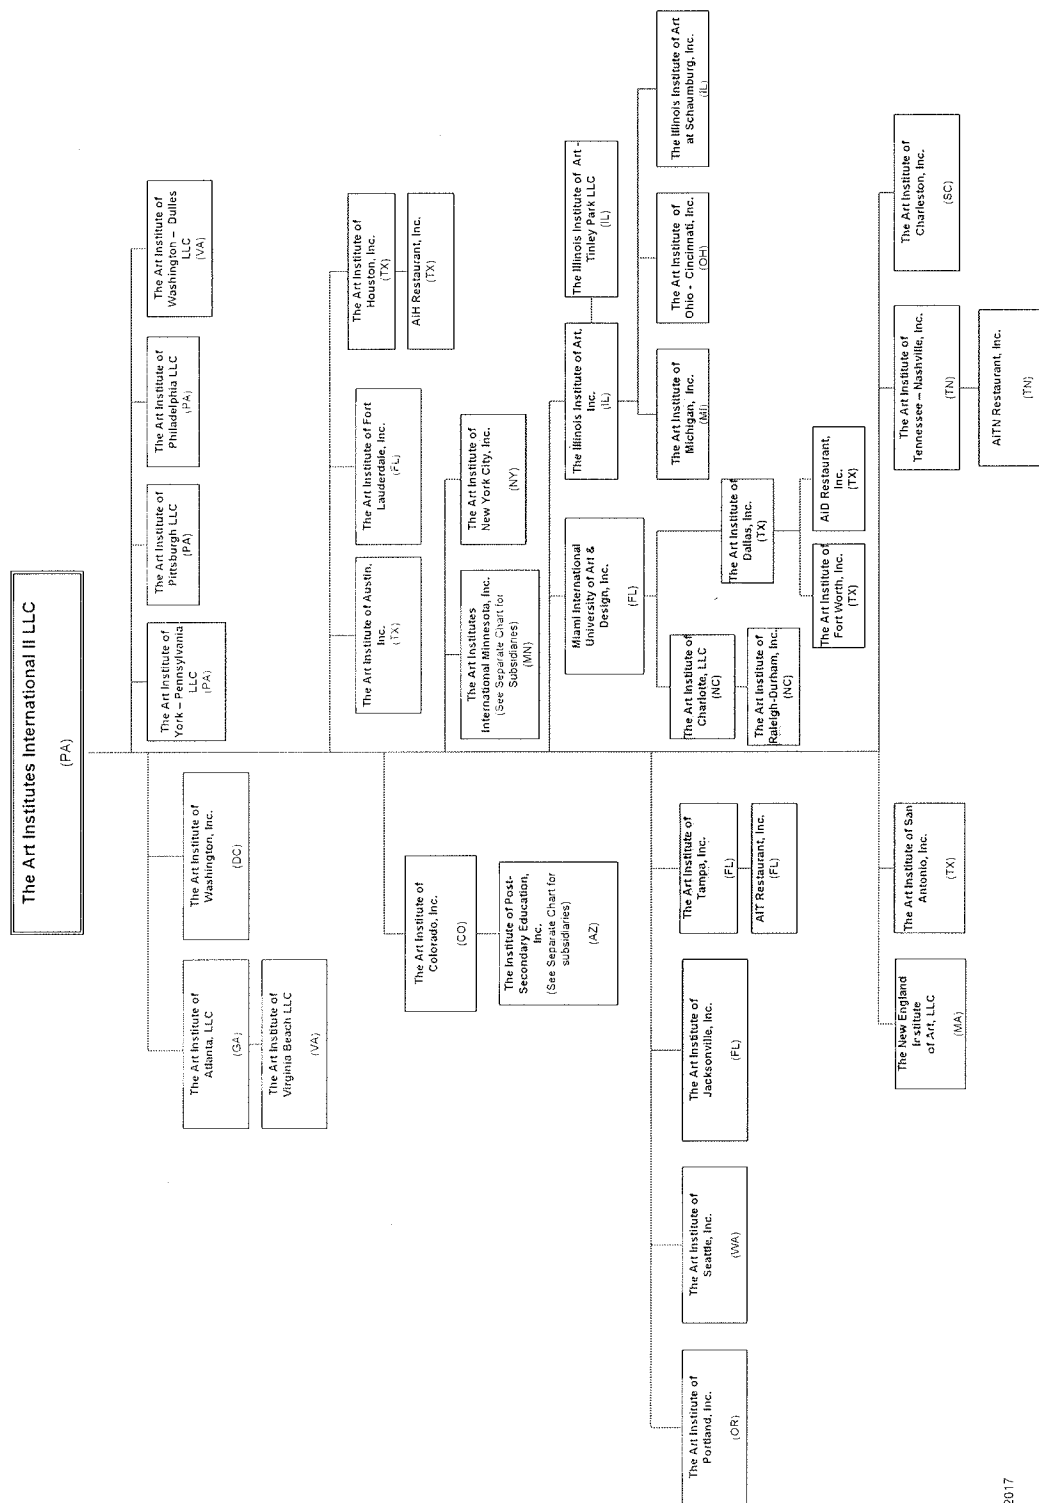 The Art Institutes International II LLC
(PA)
The Art Institute of
York – Pennsylvania
LLC
(PA)
The Art Institute of
Pittsburgh LLC
(PA)
The Art Institute of
Philadelphia LLC
(PA)
The Art Institute of
Washington – Dulles
LLC
(VA)
The Art Institute of
Atlanta, LLC
(GA)
The Art Institute of
Virginia Beach LLC
(VA)
The Art Institute of
Washington, Inc.
(DC)
The Art Institute of Austin,
Inc.
(TX)
The Art Institute of Fort
Lauderdale, Inc.
(FL)
The Art Institute of
Houston, Inc.
(TX)
AiH Restaurant, Inc.
(TX)
The Art Institute of
Colorado, Inc.
(CO)
The Institute of Post-
Secondary Education,
Inc.
(See Separate Chart for
subsidiaries)
(AZ)
The Art Institutes
International Minnesota, Inc.
(See Separate Chart for
Subsidiaries)
(MN)
The Art Institute of
New York City, Inc.
(NY)
Miami International
University of Art &
Design, Inc.
(FL)
The Illinois Institute of Art,
Inc.
(IL)
The Illinois Institute of Art -
Tinley Park LLC
(IL)
The Art Institute of
Michigan, Inc.
(MI)
The Art Institute of
Ohio - Cincinnati, Inc.
(OH)
The Illinois Institute of Art
at Schaumburg, Inc.
(IL)
The Art Institute of
Charlotte, LLC
(NC)
The Art Institute of
Raleigh-Durham, Inc.
(NC)
The Art Institute of
Dallas, Inc.
(TX)
The Art Institute of
Fort Worth, Inc.
(TX)
AiD Restaurant,
Inc.
(TX)
The Art Institute of
Portland, Inc.
(OR)
The Art Institute of
Seattle, Inc.
(WA)
The Art Institute of
Jacksonville, Inc.
(FL)
The Art Institute of
Tampa, Inc.
(FL)
AIT Restaurant, Inc.
(FL)
The New England
Institute
of Art, LLC
(MA)
The Art Institute of San
Antonio, Inc.
(TX)
The Art Institute of
Tennessee – Nashville, Inc.
(TN)
AiTN Restaurant, Inc.
(TN)
The Art Institute of
Charleston, Inc.
(SC)
2017